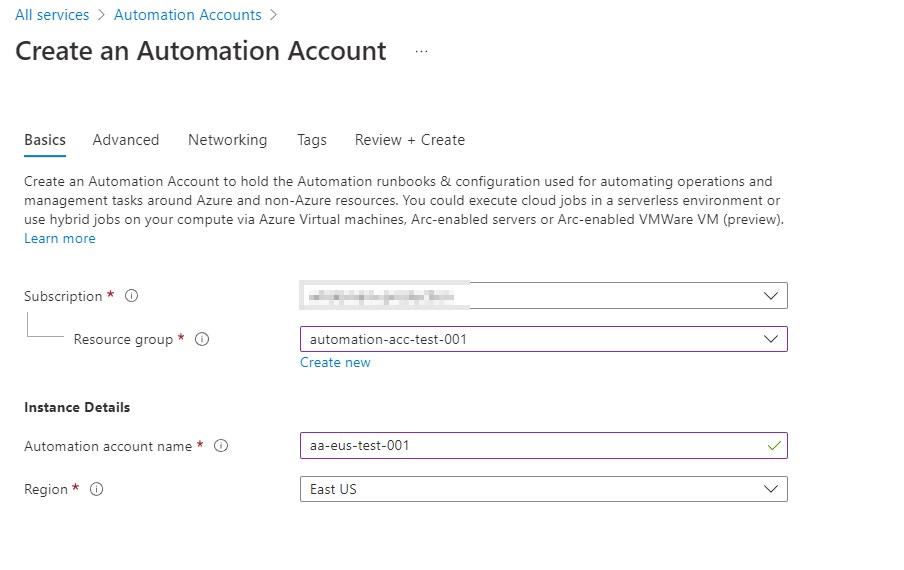 All services > Automation Accounts >
Create an Automation Account ...
Basics Advanced Networking Tags Review + Create
Create an Automation Account to hold the Automation runbooks & configuration used for automating operations and
management tasks around Azure and non-Azure resources. You could execute cloud jobs in a serverless environment or
use hybrid jobs on your compute via Azure Virtual machines, Arc-enabled servers or Arc-enabled VMWare VM (preview).
Learn more
Subscription *
Resource group * automation-acc-test-001
Create new
Instance Details
Automation account name * aa-eus-test-001
Region * East US